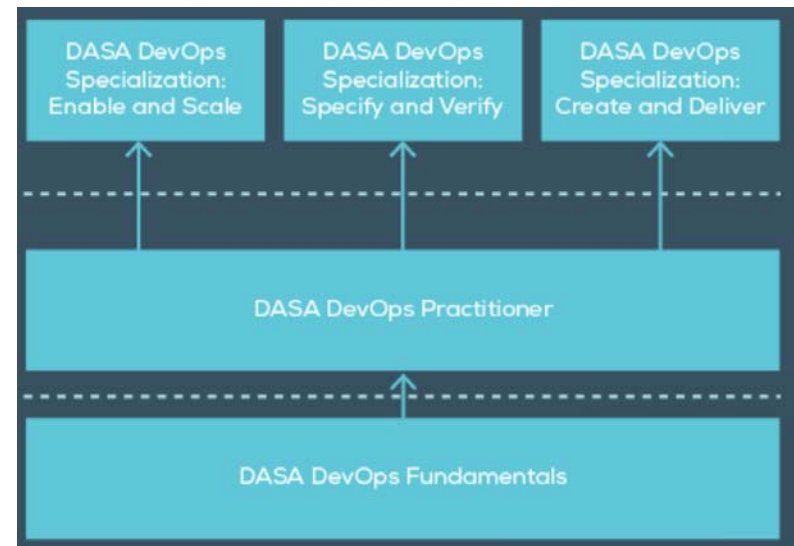 DASA DevOps
Specialization:
Enable and Scale
DASA DevOps
Specialization:
Specify and Verify
DASA DevOps
Specialization:
Create and Deliver
DASA DevOps Practitioner
DASA DevOps Fundamentals